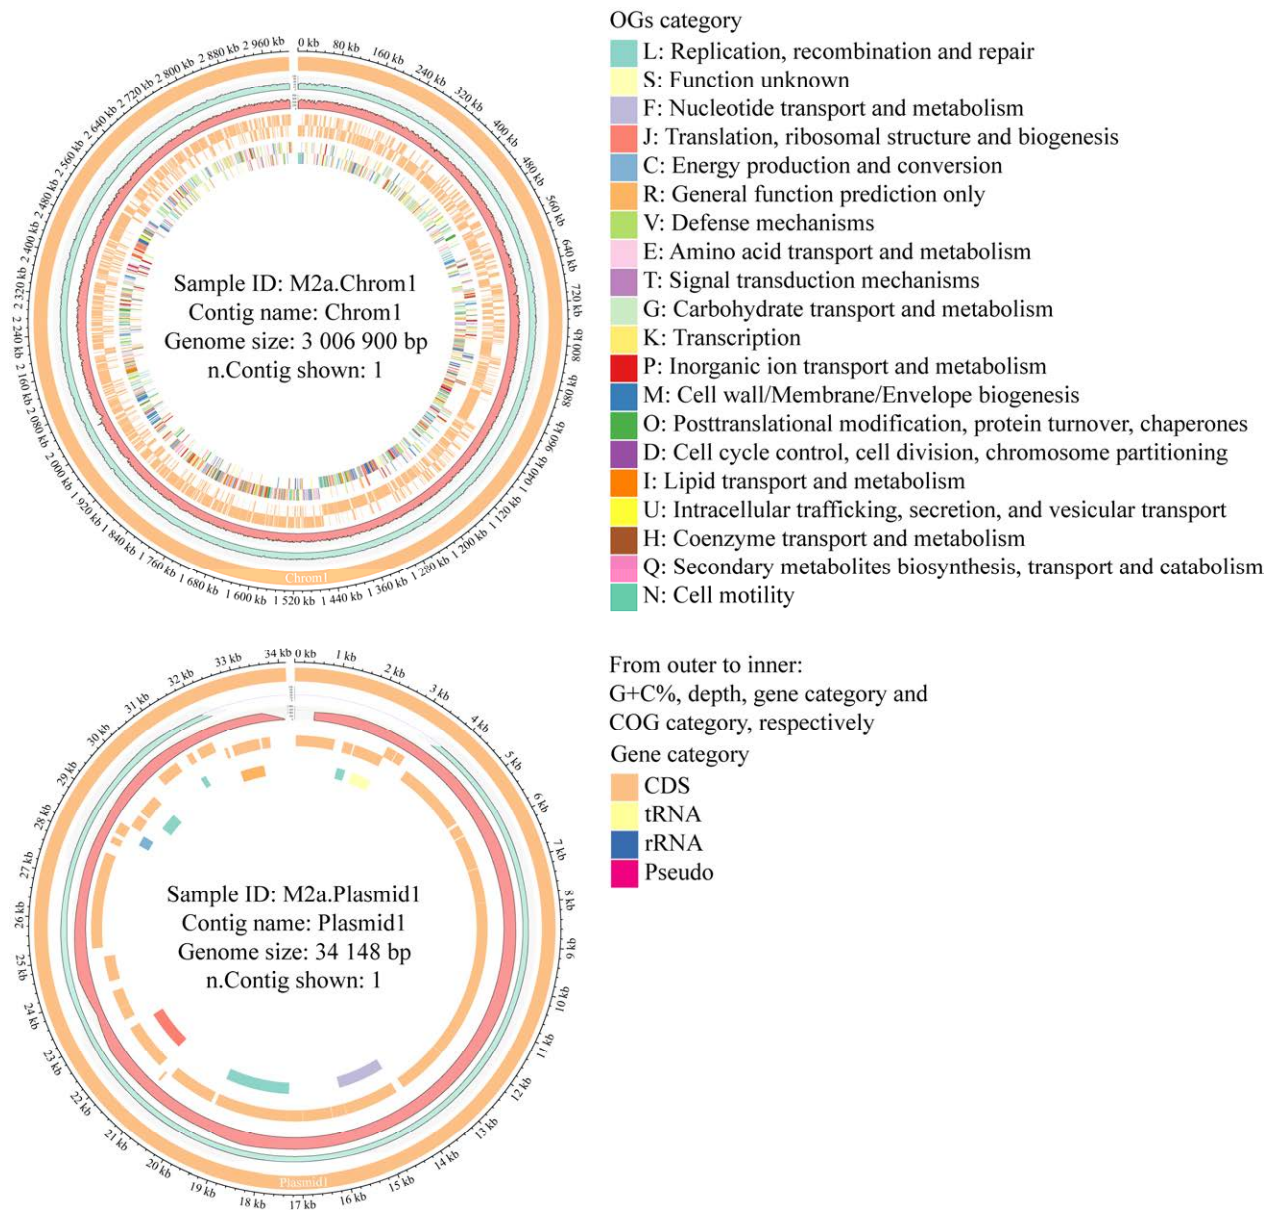 OGs category
L: Replication, recombination and repair
S: Function unknown
F: Nucleotide transport and metabolism
J: Translation, ribosomal structure and biogenesis
C: Energy production and conversion
R: General function prediction only
V: Defense mechanisms
E: Amino acid transport and metabolism
T: Signal transduction mechanisms
G: Carbohydrate transport and metabolism
K: Transcription
P: Inorganic ion transport and metabolism
M: Cell wall/Membrane/Envelope biogenesis
O: Posttranslational modification, protein turnover, chaperones
D: Cell cycle control, cell division, chromosome partitioning
I: Lipid transport and metabolism
U: Intracellular trafficking, secretion, and vesicular transport
H: Coenzyme transport and metabolism
Q: Secondary metabolites biosynthesis, transport and catabolism
N: Cell motility
0 kb
80 kb
160 kb
240 kb
320 kb
400 kb
480 kb
560 kb
640 kb
720 kb
800 kb
880 kb
960 kb
1 040 kb
1 120 kb
1 200 kb
1 280 kb
1 360 kb
1 440 kb
1 520 kb
1 600 kb
1 680 kb
1 760 kb
1 840 kb
1 920 kb
2 000 kb
2 080 kb
2 160 kb
2 240 kb
2 320 kb
2 400 kb
2 480 kb
2 560 kb
2 640 kb
2 720 kb
2 800 kb
2 880 kb
2 960 kb
Sample ID: M2a.Chrom1
Contig name: Chrom1
Genome size: 3 006 900 bp
n.Contig shown: 1
Chrom1
From outer to inner:
G+C%, depth, gene category and
COG category, respectively
Gene category
CDS
tRNA
rRNA
Pseudo
0 kb
1 kb
2 kb
3 kb
4 kb
5 kb
6 kb
7 kb
8 kb
9 kb
10 kb
11 kb
12 kb
13 kb
14 kb
15 kb
16 kb
17 kb
18 kb
19 kb
20 kb
21 kb
22 kb
23 kb
24 kb
25 kb
26 kb
27 kb
28 kb
29 kb
30 kb
31 kb
32 kb
33 kb
34 kb
Sample ID: M2a.Plasmid1
Contig name: Plasmid1
Genome size: 34 148 bp
n.Contig shown: 1
Plasmid1